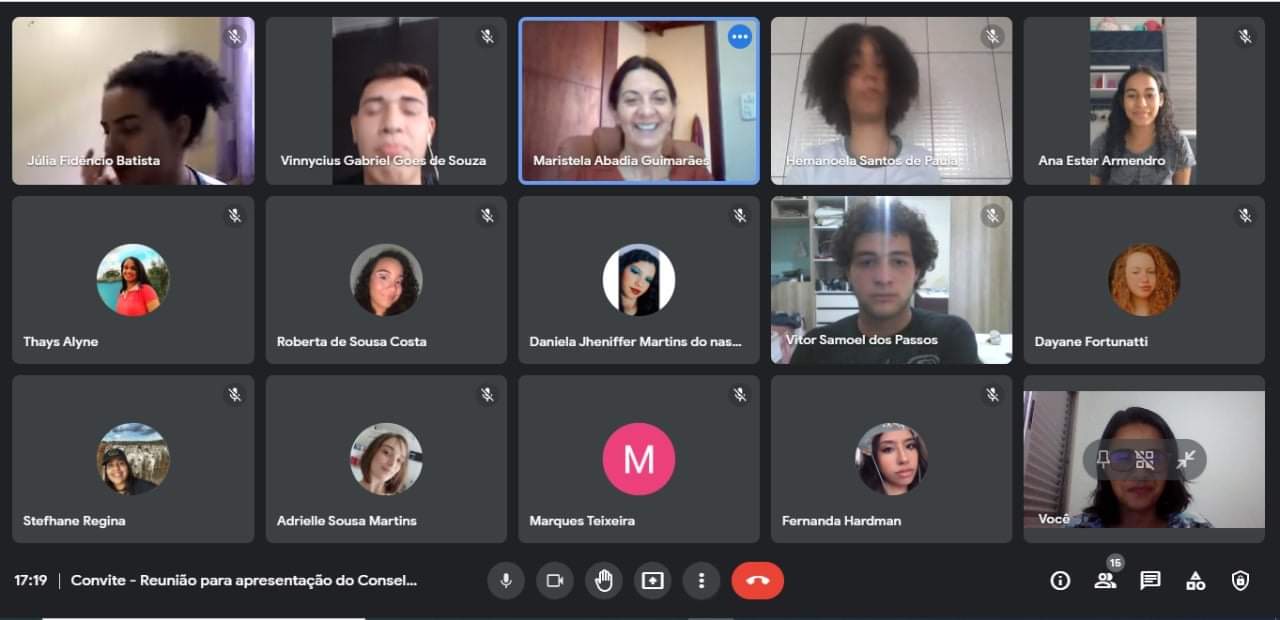 Júlia Fidêncio Batista
Vinnycius Gabriel Goes de Souza
Maristela Abadia Guimarães
Hemanoela Santos de Paula
Ana Ester Armendro
Thays Alyne
Roberta de Sousa Costa
Daniela Jheniffer Martins do nas...
Vitor Samoel dos Passos
Dayane Fortunatti
Stefhane Regina
Adrielle Sousa Martins
M
Marques Teixeira
Fernanda Hardman
Você
17:19 | Convite - Reunião para apresentação do Consel...
15